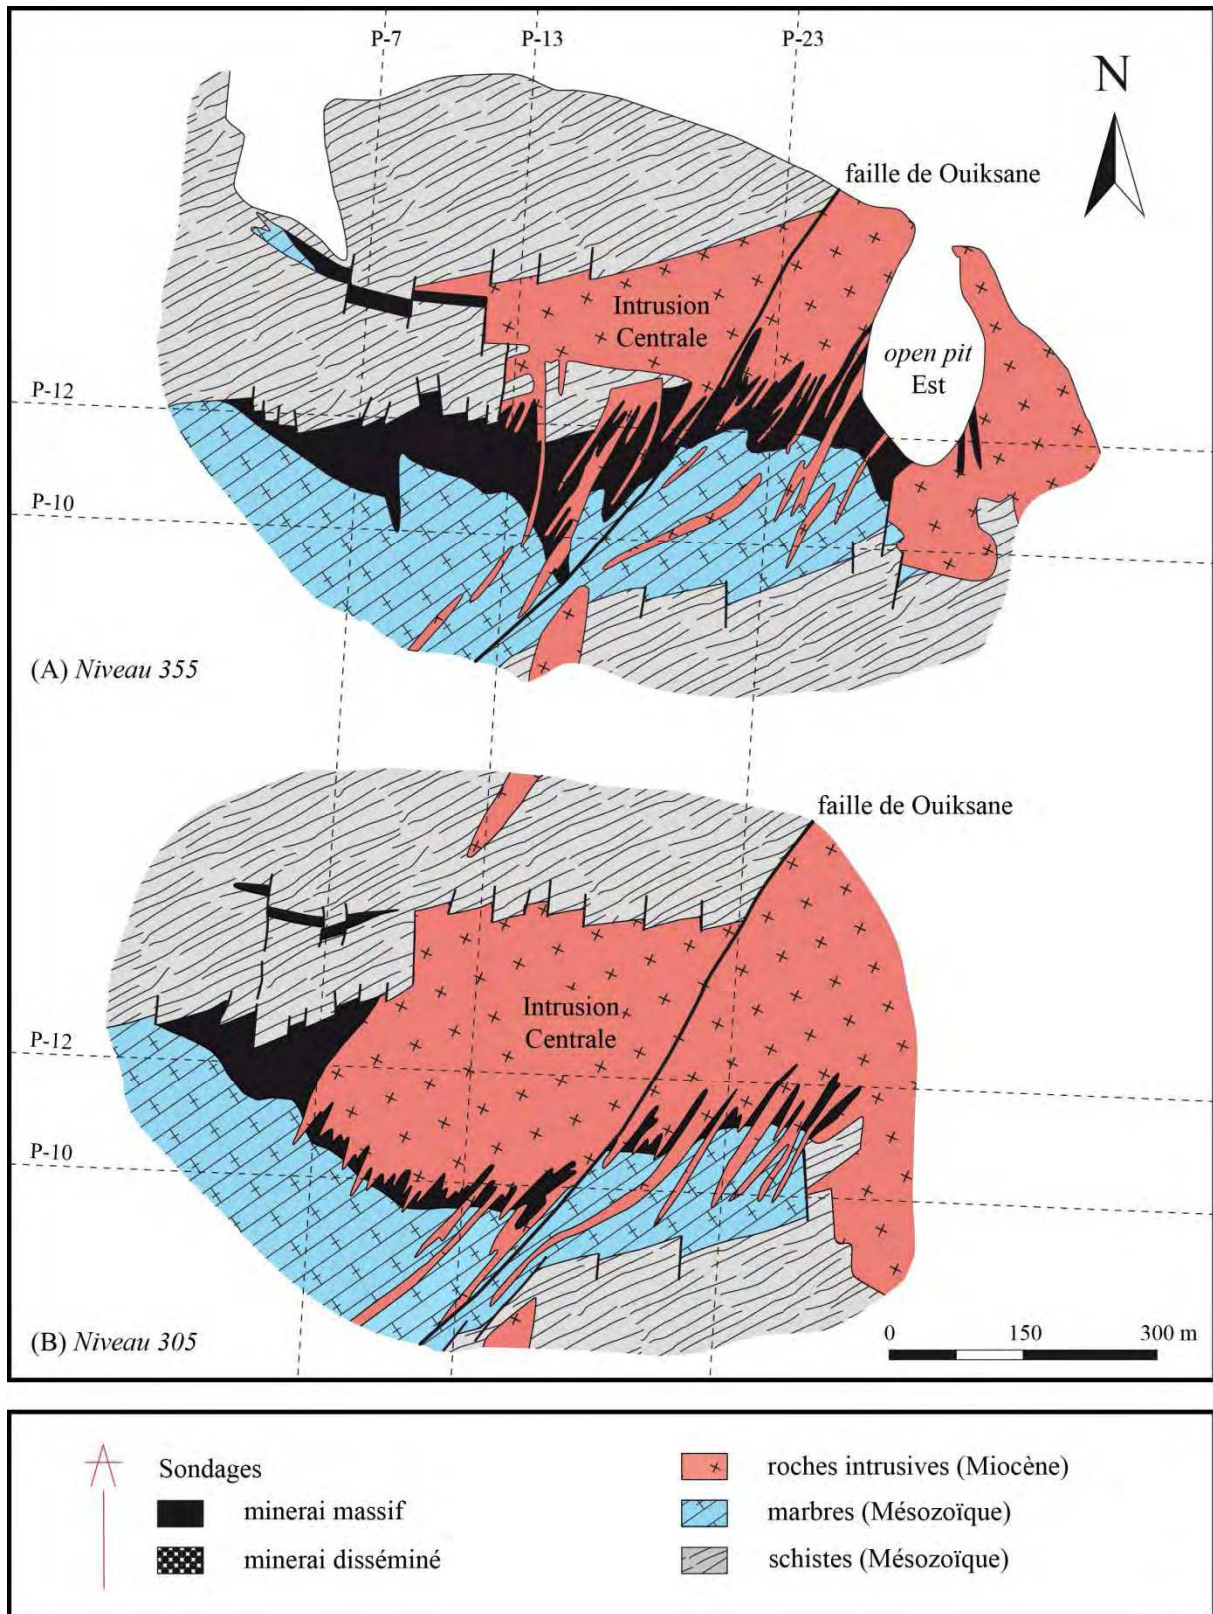 P-7
P-13
P-23
N
faille de Ouiksane
Intrusion
Centrale
open pit
Est
P-12
P-10
(A) Niveau 355
faille de Ouiksane
Intrusion
Centrale
P-12
P-10
(B) Niveau 305
0 150 300 m
Sondages
minerai massif
minerai disséminé
roches intrusives (Miocène)
marbres (Mésozoïque)
schistes (Mésozoïque)